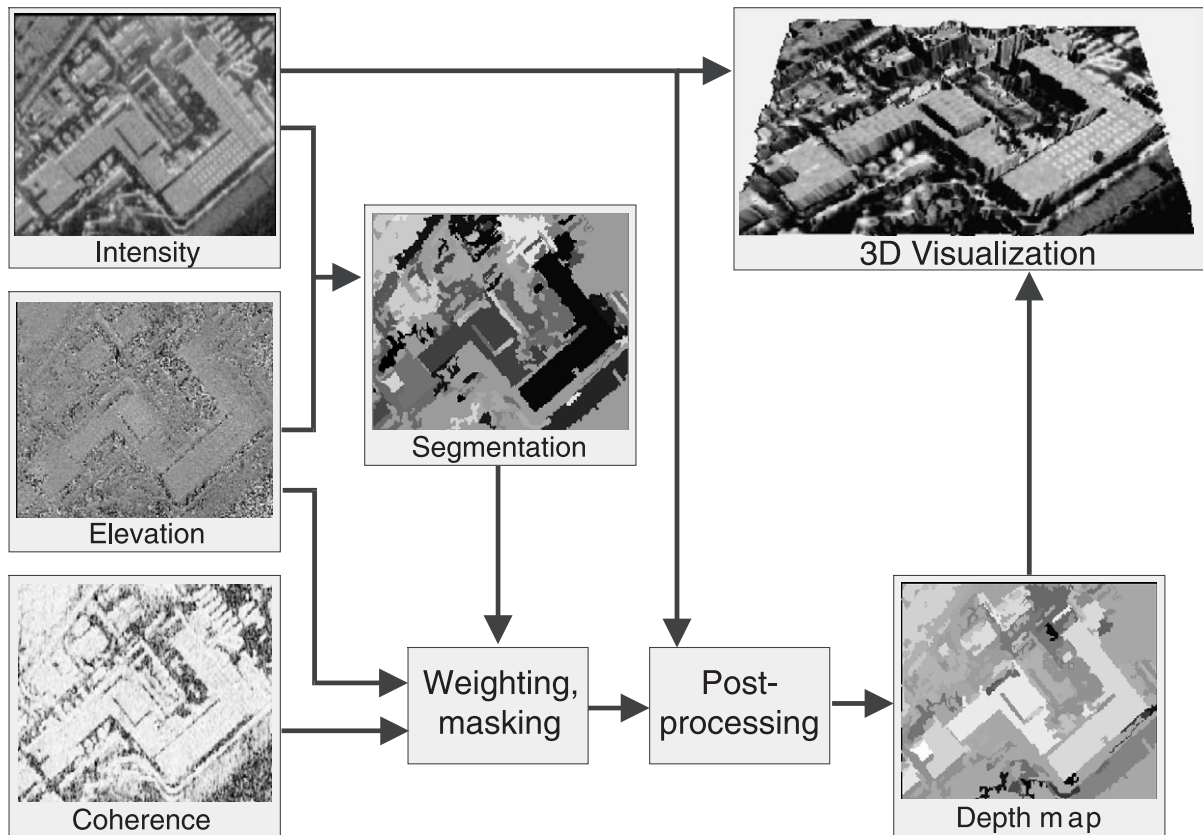 Intensity
3D Visualization
Segmentation
Elevation
Weighting,
masking
Post-
processing
Coherence
Depth map